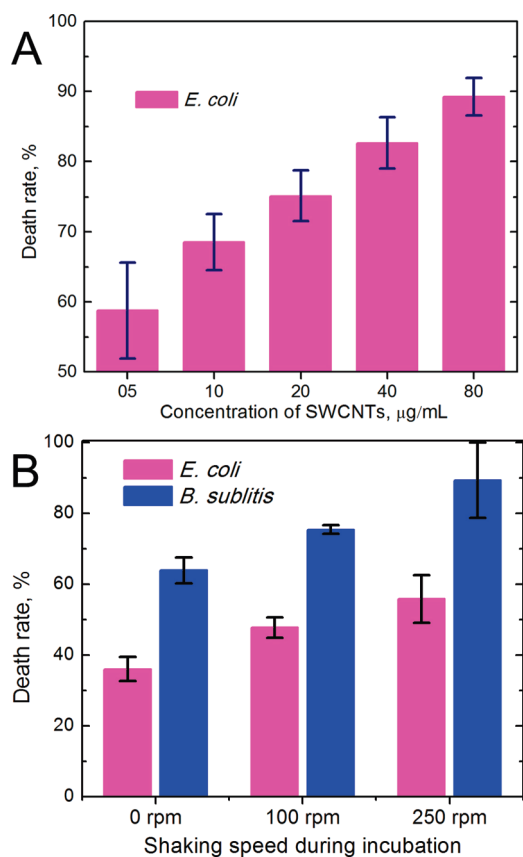 A
100
90
80
70
60
50
Death rate, %
E. coli
05 10 20 40 80
Concentration of SWCNTs, μg/mL
B
100
80
60
40
20
0
Death rate, %
E. coli
B. sublitis
0 rpm 100 rpm 250 rpm
Shaking speed during incubation